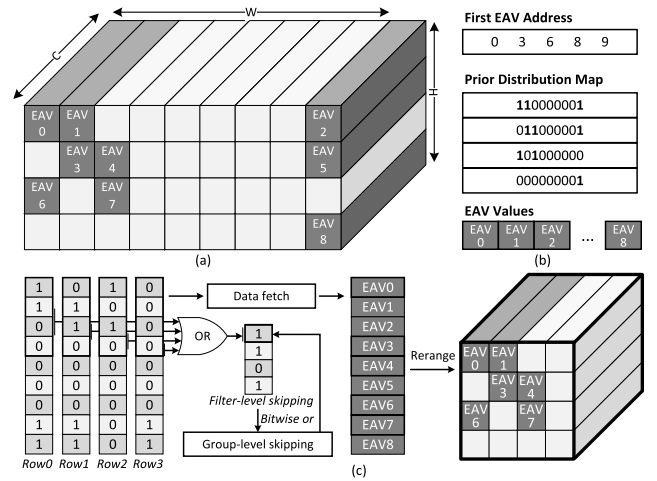 W
C
H
EAV 0
EAV 1
EAV 2
EAV 3
EAV 4
EAV 5
EAV 6
EAV 7
EAV 8
(a)
First EAV Address
0 3 6 8 9
Prior Distribution Map
110000001
011000001
101000000
000000001
EAV Values
EAV 0
EAV 1
EAV 2
...
EAV 8
(b)
1 0 1 0
1 1 0 0
0 1 1 0
0 0 0 0
0 0 0 0
0 0 0 0
0 0 0 0
1 1 0 1
1 1 0 1
Row0 Row1 Row2 Row3
Data fetch
OR
1
1
0
1
Filter-level skipping
Bitwise or
Group-level skipping
EAV0
EAV1
EAV2
EAV3
EAV4
EAV5
EAV6
EAV7
EAV8
(c)
Rerange
EAV 0
EAV 1
EAV 3
EAV 4
EAV 6
EAV 7